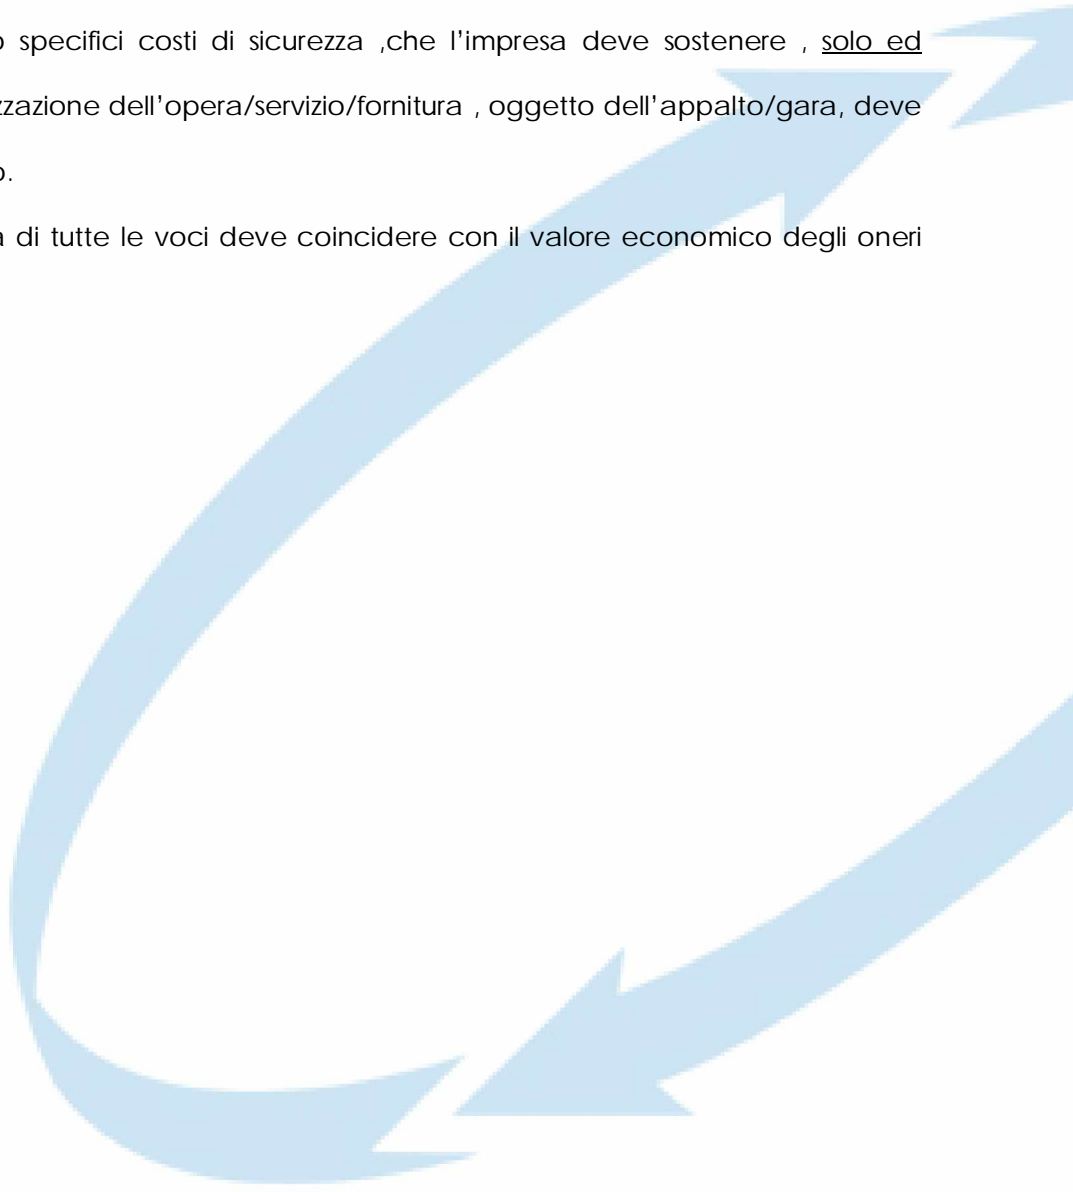 specifici costi di sicurezza ,che l'impresa deve sostenere , solo ed
zzazione dell'opera/servizio/fornitura , oggetto dell'appalto/gara, deve
o.
a di tutte le voci deve coincidere con il valore economico degli oneri